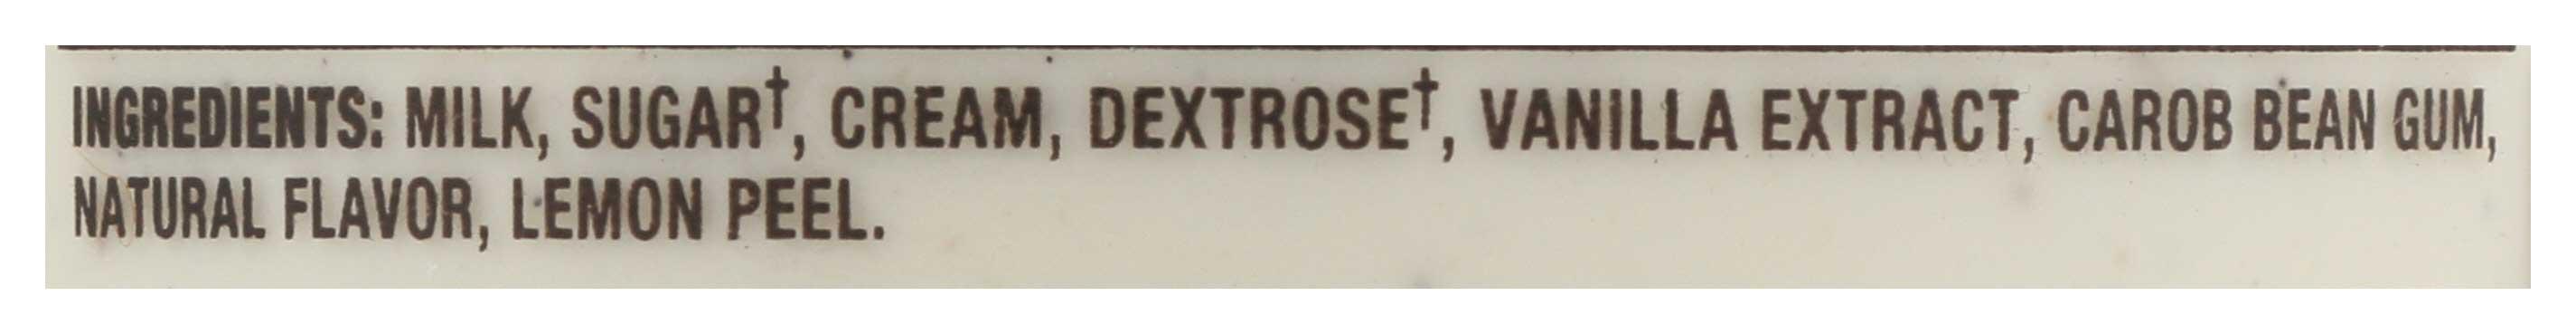 INGREDIENTS: MILK, SUGAR†, CREAM, DEXTROSE†, VANILLA EXTRACT, CAROB BEAN GUM,
NATURAL FLAVOR, LEMON PEEL.